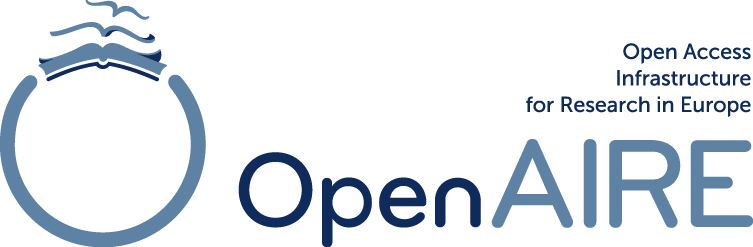 Open Access
Infrastructure
for Research in Europe
OpenAIRE